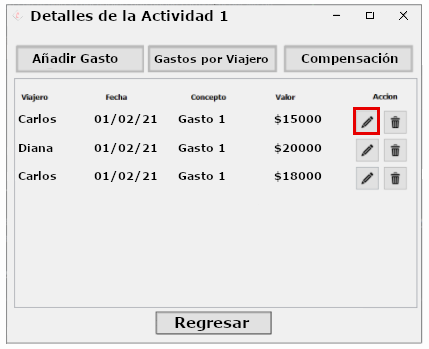 Detalles de la Actividad 1
Añadir Gasto Gastos por Viajero Compensación
Viajero Fecha Concepto Valor Accion
Carlos 01/02/21 Gasto 1 $15000
Diana 01/02/21 Gasto 1 $20000
Carlos 01/02/21 Gasto 1 $18000
Regresar